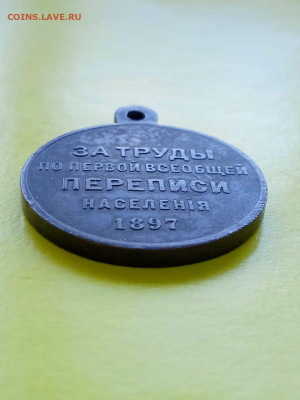 COINS.LAVE.RU
ЗА ТРУДЫ
ПО ПЕРВОЙ ВСЕОБЩЕЙ
ПЕРЕПИСИ
НАСЕЛЕНІЯ
1897